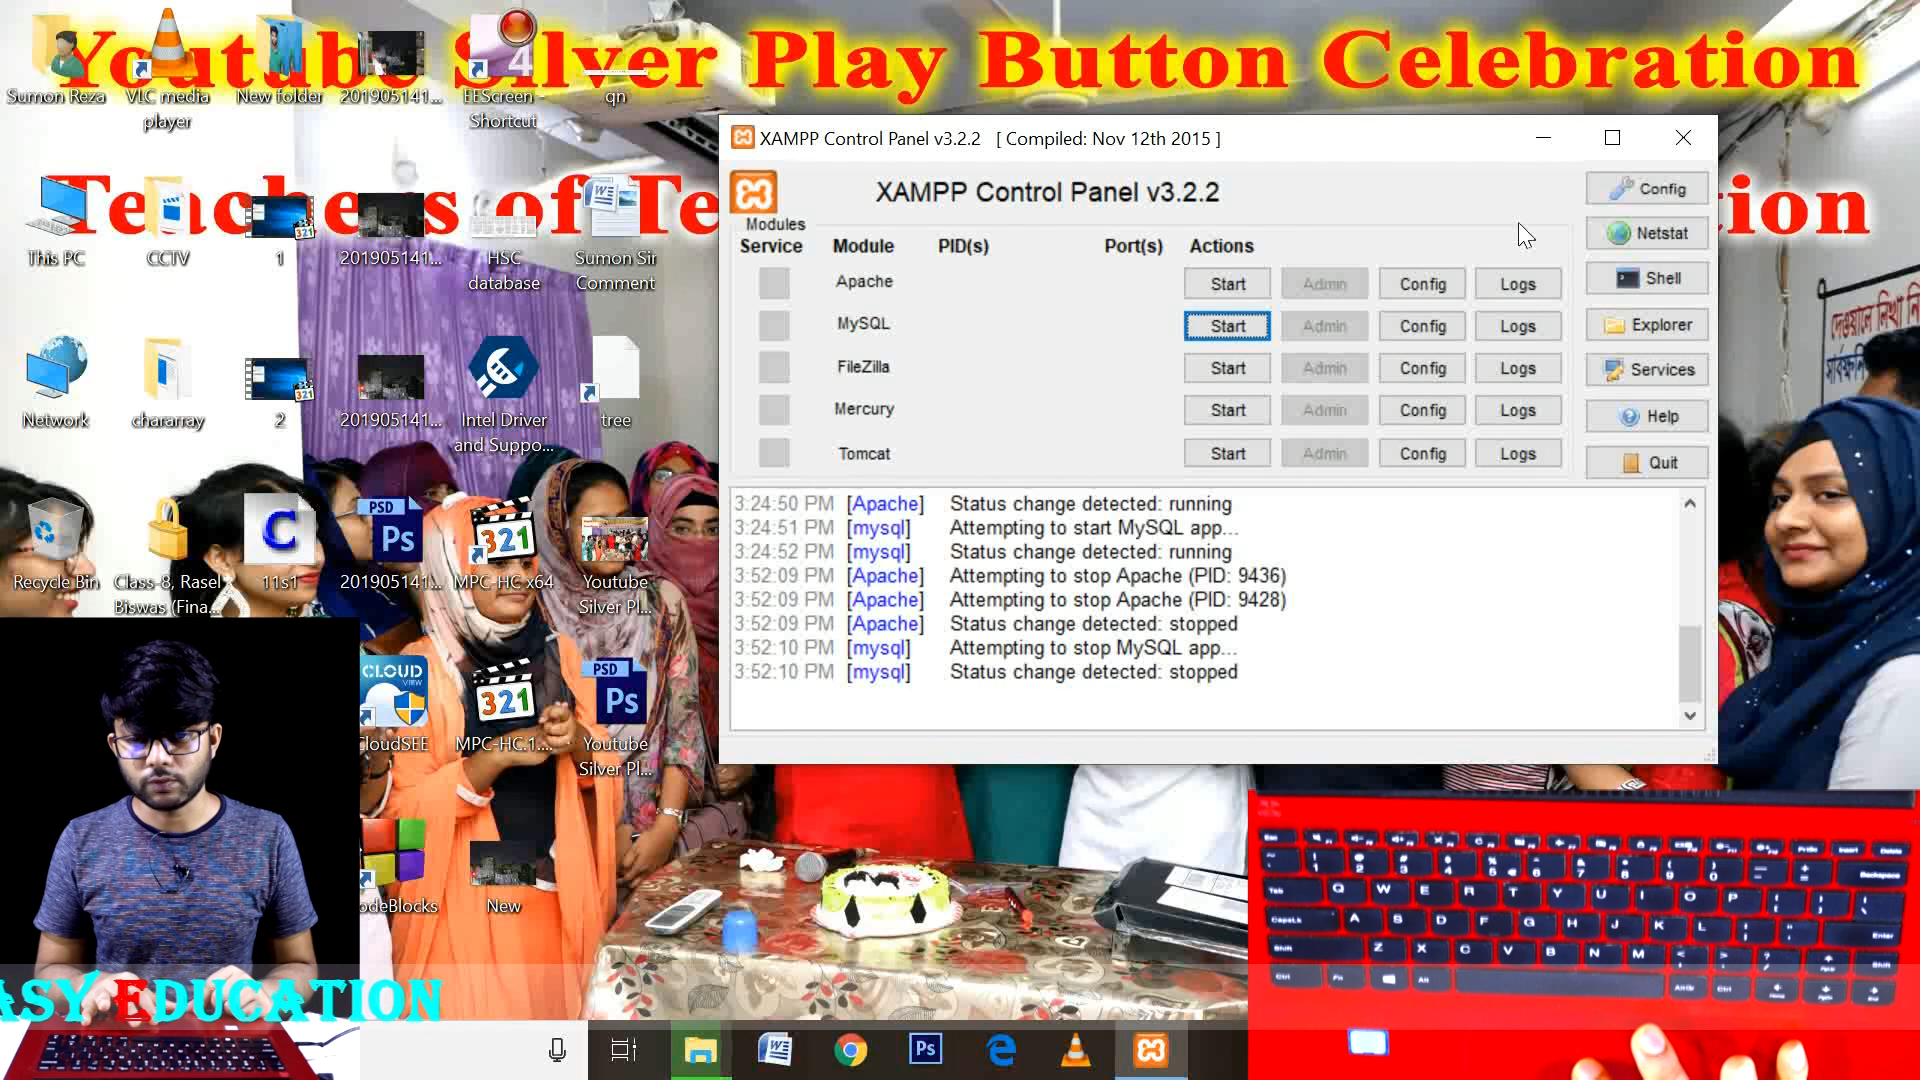 Youtube Silver Play Button Celebration
Teachers of Te
ion
Sumon Reza
VLC media player
New folder
201905141...
EEScreen - Shortcut
qn
This PC
CCTV
1
201905141...
HSC database
Sumon Sir Comment
Network
chararray
2
201905141...
Intel Driver and Suppo...
tree
Recycle Bin
Class-8, Rasel Biswas (Fina...
11s1
201905141...
MPC-HC x64
Youtube Silver Pl...
CLOUD
VIEW
CloudSEE
MPC-HC.1....
Youtube Silver Pl...
odeBlocks
New
XAMPP Control Panel v3.2.2 [ Compiled: Nov 12th 2015 ]
XAMPP Control Panel v3.2.2
Config
Modules
Netstat
Service Module PID(s) Port(s) Actions
Shell
Apache Start Admin Config Logs
MySQL Start Admin Config Logs
Explorer
FileZilla Start Admin Config Logs
Services
Mercury Start Admin Config Logs
Help
Tomcat Start Admin Config Logs
Quit
3:24:50 PM [Apache] Status change detected: running
3:24:51 PM [mysql] Attempting to start MySQL app...
3:24:52 PM [mysql] Status change detected: running
3:52:09 PM [Apache] Attempting to stop Apache (PID: 9436)
3:52:09 PM [Apache] Attempting to stop Apache (PID: 9428)
3:52:09 PM [Apache] Status change detected: stopped
3:52:10 PM [mysql] Attempting to stop MySQL app...
3:52:10 PM [mysql] Status change detected: stopped
ASY EDUCATION